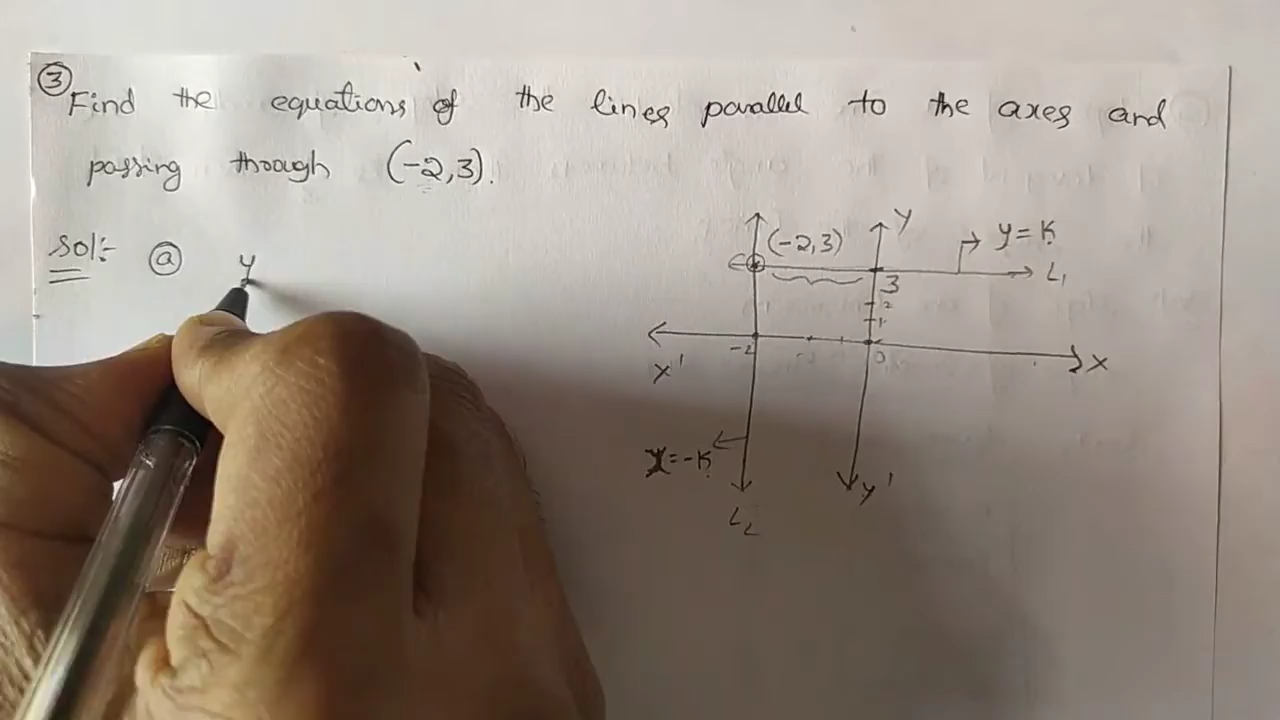 ③ Find the equations of the lines parallel to the axes and
passing through (-2,3).
Sol:- ⓐ y
(-2,3)
Y
y=K
L₁
3
2
1
-2
0
X'
X
x=-K
Y'
L₂